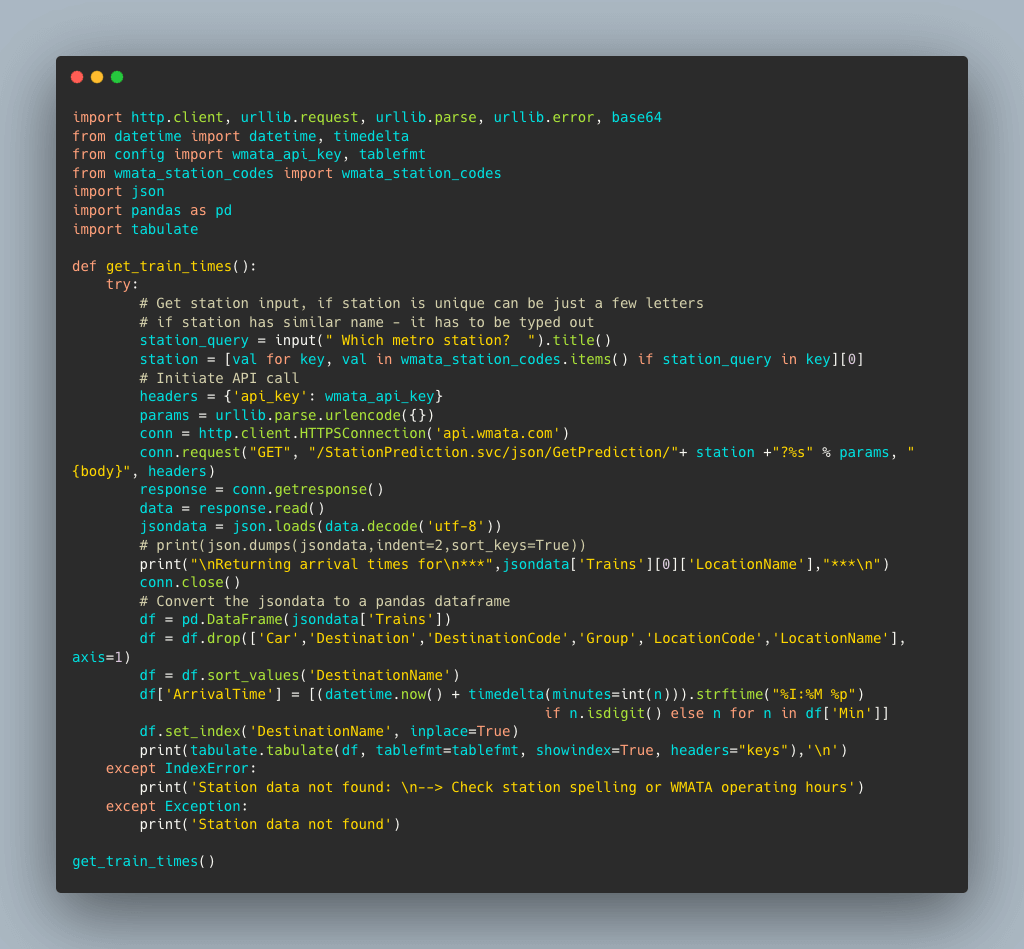 import http.client, urllib.request, urllib.parse, urllib.error, base64
from datetime import datetime, timedelta
from config import wmata_api_key, tablefmt
from wmata_station_codes import wmata_station_codes
import json
import pandas as pd
import tabulate

def get_train_times():
    try:
        # Get station input, if station is unique can be just a few letters
        # if station has similar name - it has to be typed out
        station_query = input(" Which metro station?  ").title()
        station = [val for key, val in wmata_station_codes.items() if station_query in key][0]
        # Initiate API call
        headers = {'api_key': wmata_api_key}
        params = urllib.parse.urlencode({})
        conn = http.client.HTTPSConnection('api.wmata.com')
        conn.request("GET", "/StationPrediction.svc/json/GetPrediction/"+ station +"?%s" % params, "
{body}", headers)
        response = conn.getresponse()
        data = response.read()
        jsondata = json.loads(data.decode('utf-8'))
        # print(json.dumps(jsondata,indent=2,sort_keys=True))
        print("\nReturning arrival times for\n***",jsondata['Trains'][0]['LocationName'],"***\n")
        conn.close()
        # Convert the jsondata to a pandas dataframe
        df = pd.DataFrame(jsondata['Trains'])
        df = df.drop(['Car','Destination','DestinationCode','Group','LocationCode','LocationName'],
axis=1)
        df = df.sort_values('DestinationName')
        df['ArrivalTime'] = [(datetime.now() + timedelta(minutes=int(n))).strftime("%I:%M %p")
                                                        if n.isdigit() else n for n in df['Min']]
        df.set_index('DestinationName', inplace=True)
        print(tabulate.tabulate(df, tablefmt=tablefmt, showindex=True, headers="keys"),'\n')
    except IndexError:
        print('Station data not found: \n--> Check station spelling or WMATA operating hours')
    except Exception:
        print('Station data not found')

get_train_times()